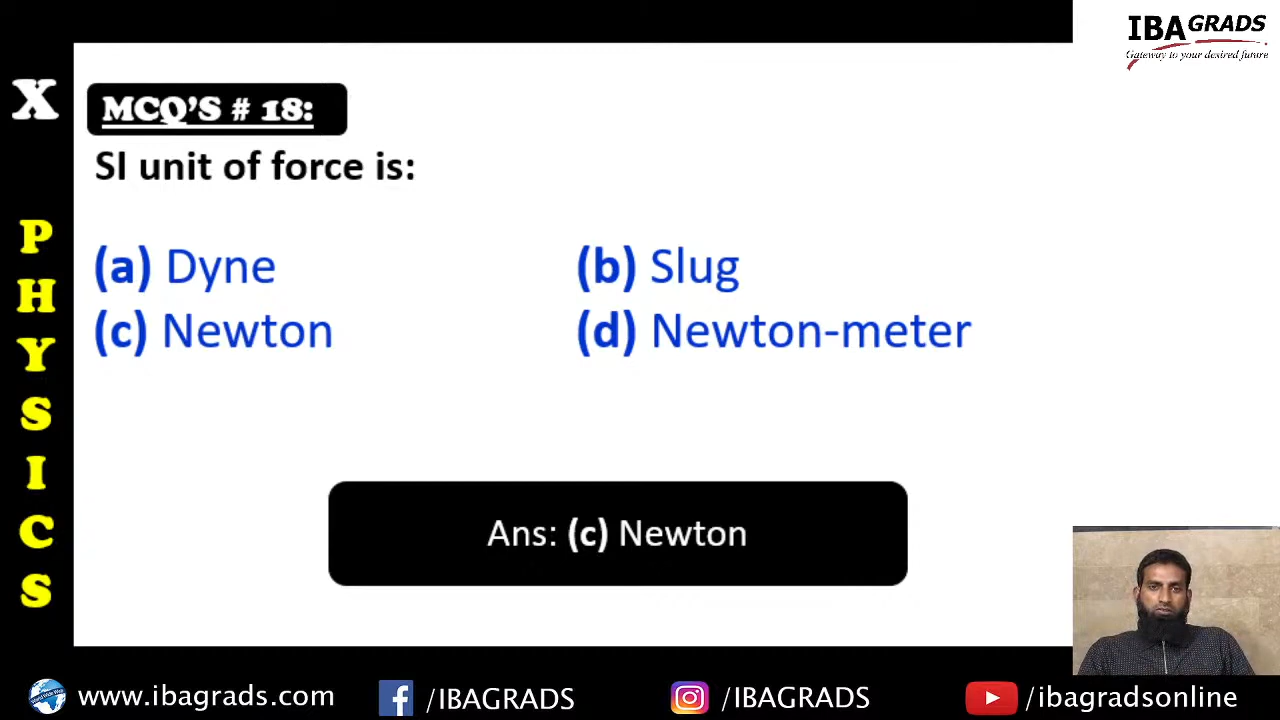 IBA GRADS
Gateway to your desired future
X
PHYSICS
MCQ'S # 18:
SI unit of force is:
(a) Dyne (b) Slug
(c) Newton (d) Newton-meter
Ans: (c) Newton
www.ibagrads.com /IBAGRADS /IBAGRADS /ibagradsonline